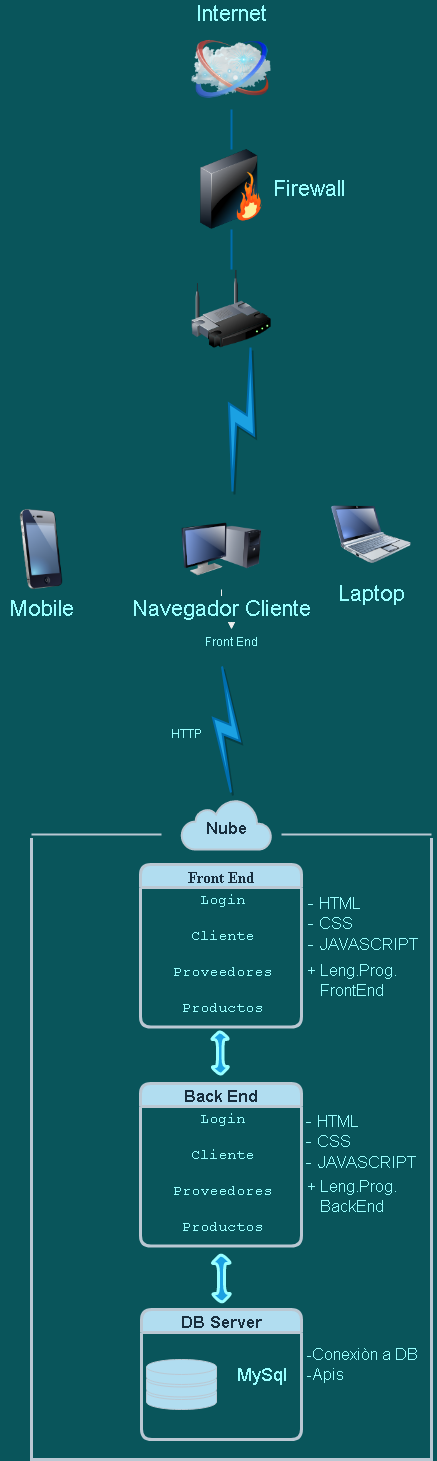 Internet
Firewall
Mobile
Navegador Cliente
Laptop
Front End
HTTP
Nube
Front End
Login
Cliente
Proveedores
Productos
- HTML
- CSS
- JAVASCRIPT
+ Leng.Prog.
FrontEnd
Back End
Login
Cliente
Proveedores
Productos
- HTML
- CSS
- JAVASCRIPT
+ Leng.Prog.
BackEnd
DB Server
MySql
-Conexiòn a DB
-Apis